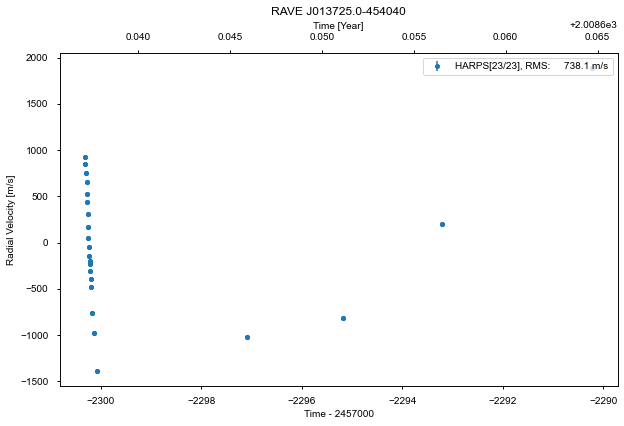 RAVE J013725.0-454040
Time [Year]
+2.0086e3
0.040 0.045 0.050 0.055 0.060 0.065
HARPS[23/23], RMS: 738.1 m/s
2000
1500
1000
500
0
−500
−1000
−1500
Radial Velocity [m/s]
−2300 −2298 −2296 −2294 −2292 −2290
Time - 2457000